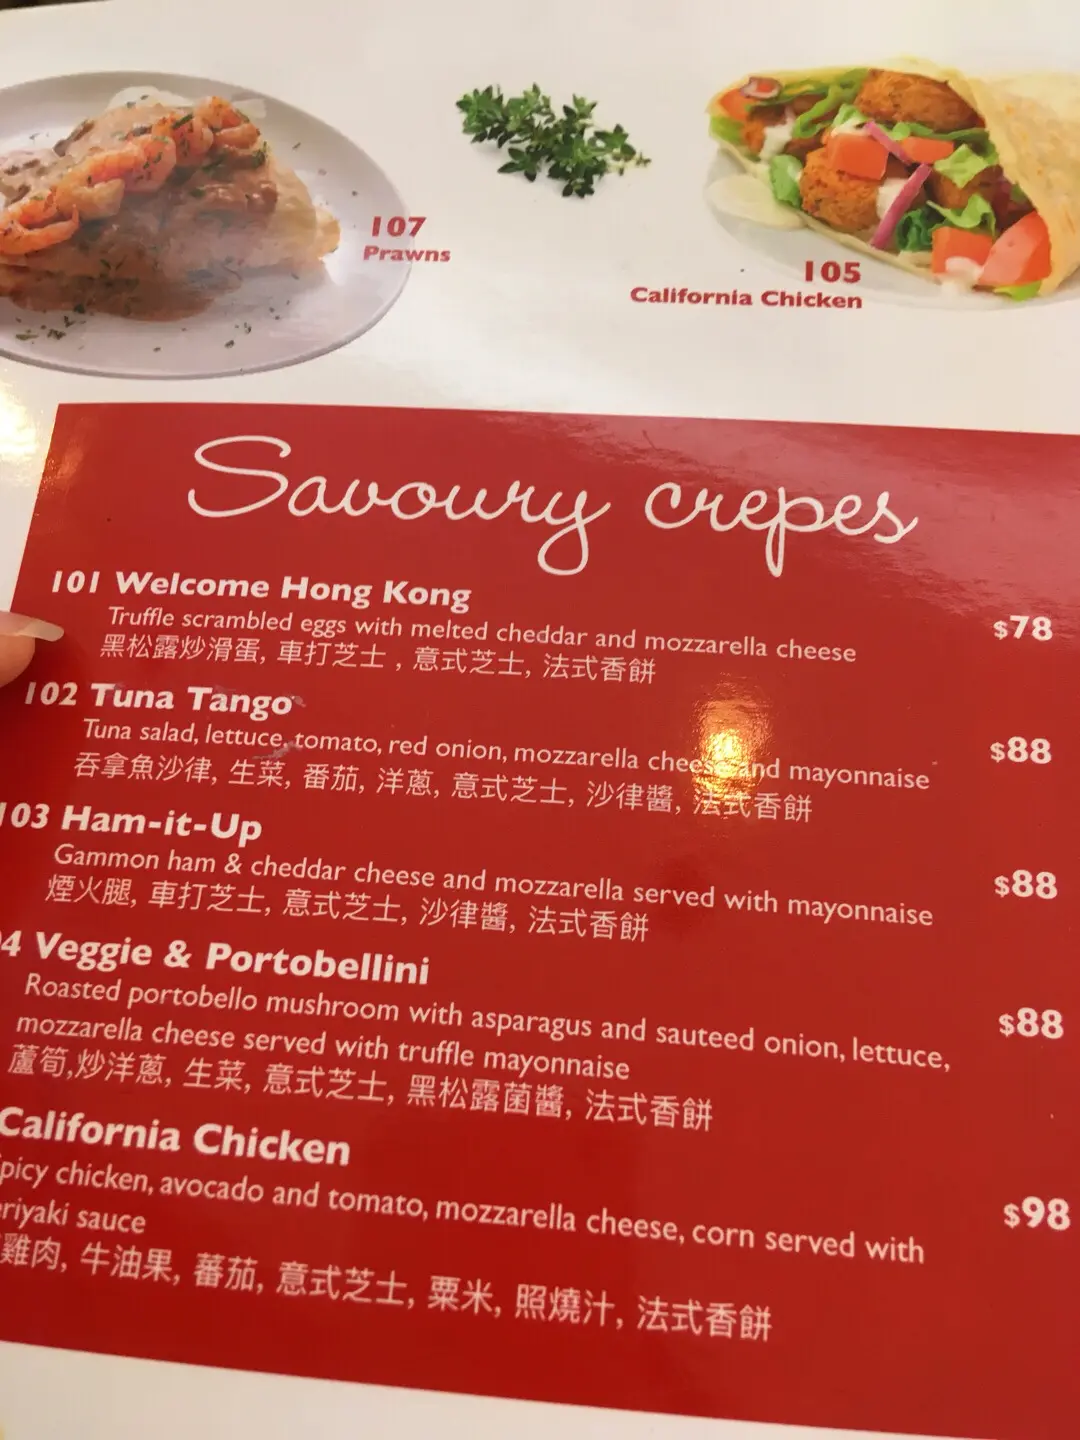 107
Prawns
105
California Chicken
Savoury crepes
101 Welcome Hong Kong
Truffle scrambled eggs with melted cheddar and mozzarella cheese $78
黑松露炒滑蛋, 車打芝士, 意式芝士, 法式香餅
102 Tuna Tango
Tuna salad, lettuce, tomato, red onion, mozzarella cheese and mayonnaise $88
吞拿魚沙律, 生菜, 番茄, 洋蔥, 意式芝士, 沙律醬, 法式香餅
103 Ham-it-Up
Gammon ham & cheddar cheese and mozzarella served with mayonnaise $88
煙火腿, 車打芝士, 意式芝士, 沙律醬, 法式香餅
4 Veggie & Portobellini
Roasted portobello mushroom with asparagus and sauteed onion, lettuce, $88
mozzarella cheese served with truffle mayonnaise
蘆筍,炒洋蔥, 生菜, 意式芝士, 黑松露菌醬, 法式香餅
California Chicken
picy chicken, avocado and tomato, mozzarella cheese, corn served with $98
eriyaki sauce
雞肉, 牛油果, 蕃茄, 意式芝士, 粟米, 照燒汁, 法式香餅